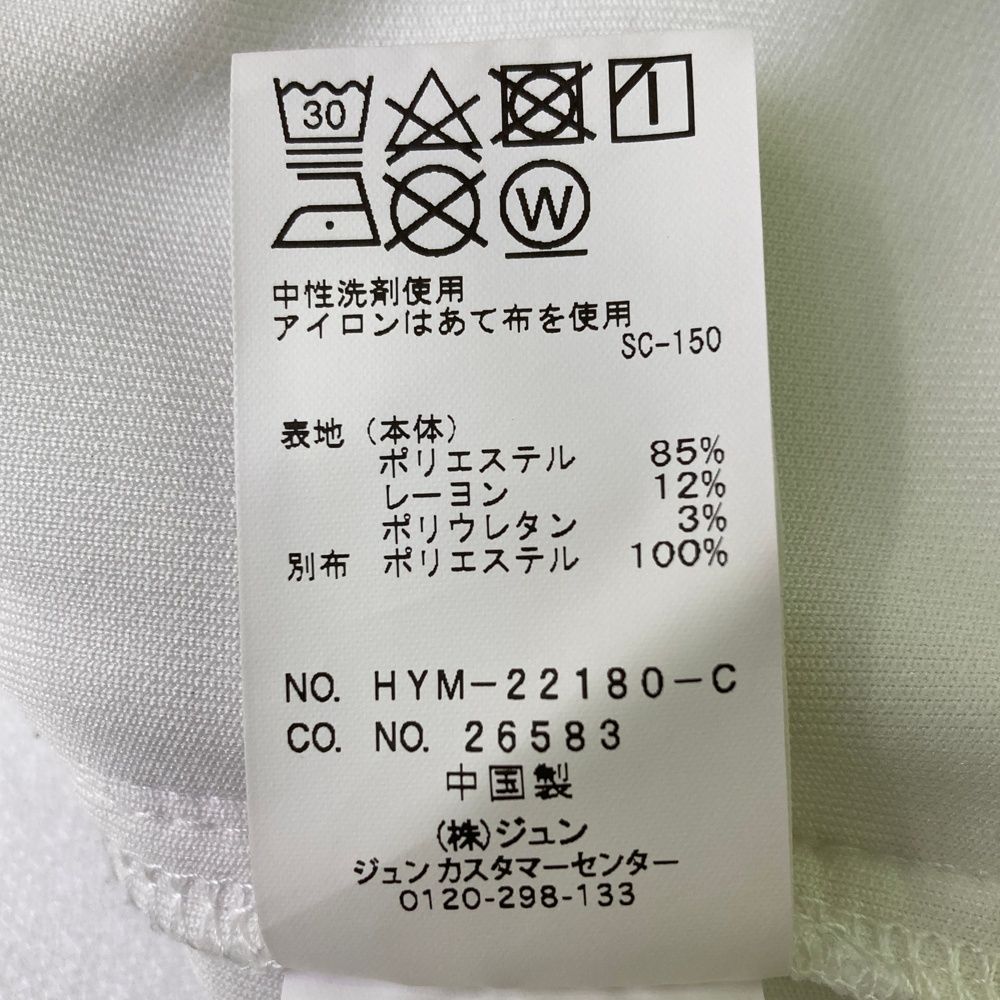 30
W
中性洗剤使用
アイロンはあて布を使用
SC-150
表地（本体）
ポリエステル 85%
レーヨン 12%
ポリウレタン 3%
別布 ポリエステル 100%
NO. HYM-22180-C
CO. NO. 26583
中国製
(株)ジュン
ジュンカスタマーセンター
0120-298-133